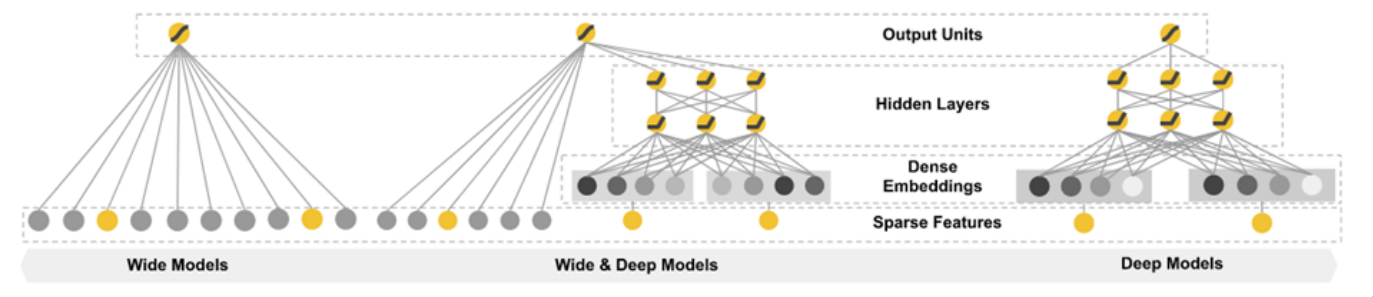 Output Units
Hidden Layers
Dense
Embeddings
Sparse Features
Wide Models
Wide & Deep Models
Deep Models